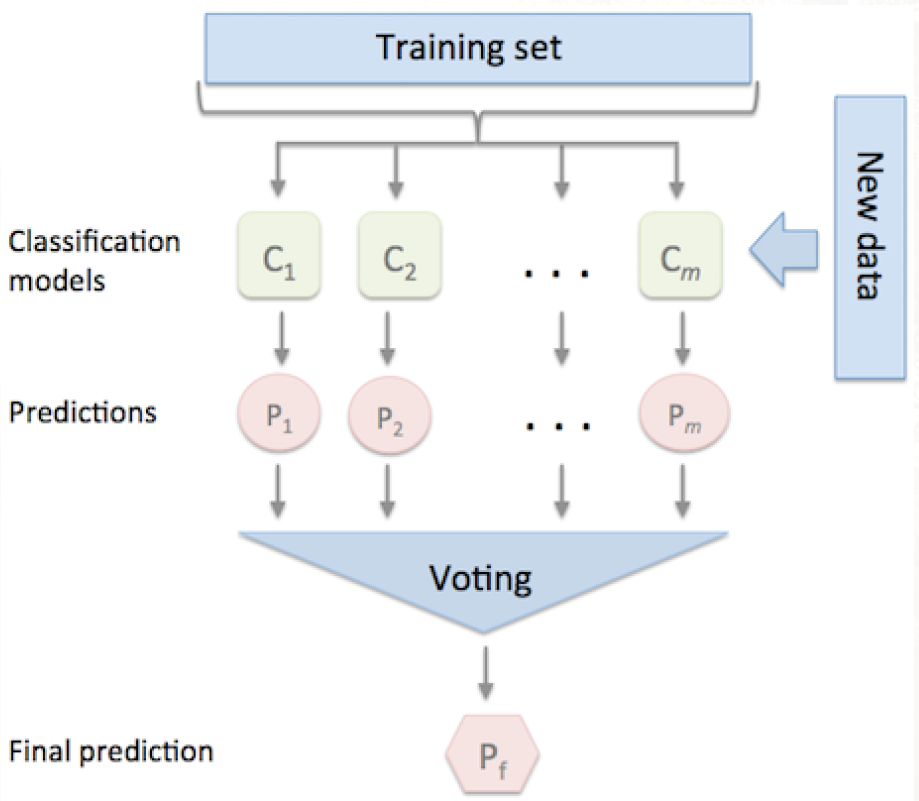 Training set
New data
Classification
models
C1 C2 . . . Cm
Predictions
P1 P2 . . . Pm
Voting
Final prediction
Pf